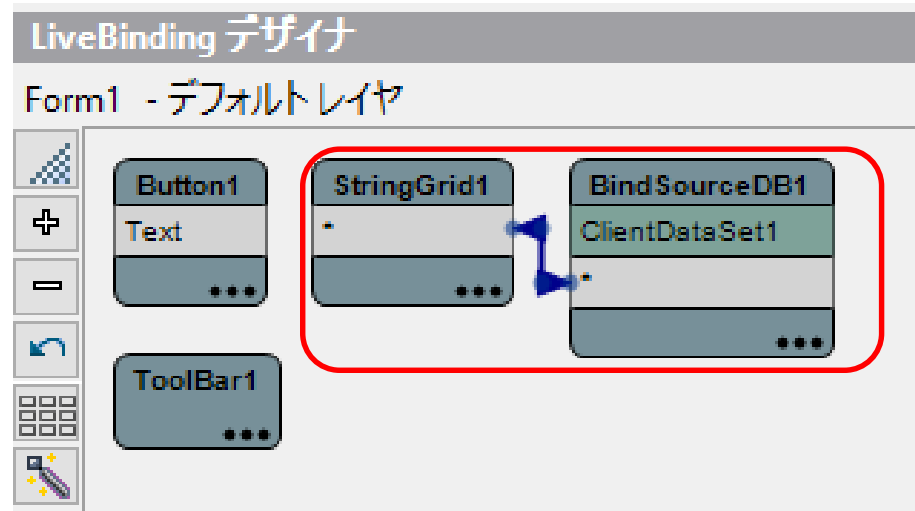 LiveBinding デザイナ
Form1 - デフォルト レイヤ
Button1
Text
StringGrid1
*
BindSourceDB1
ClientDataSet1
*
ToolBar1